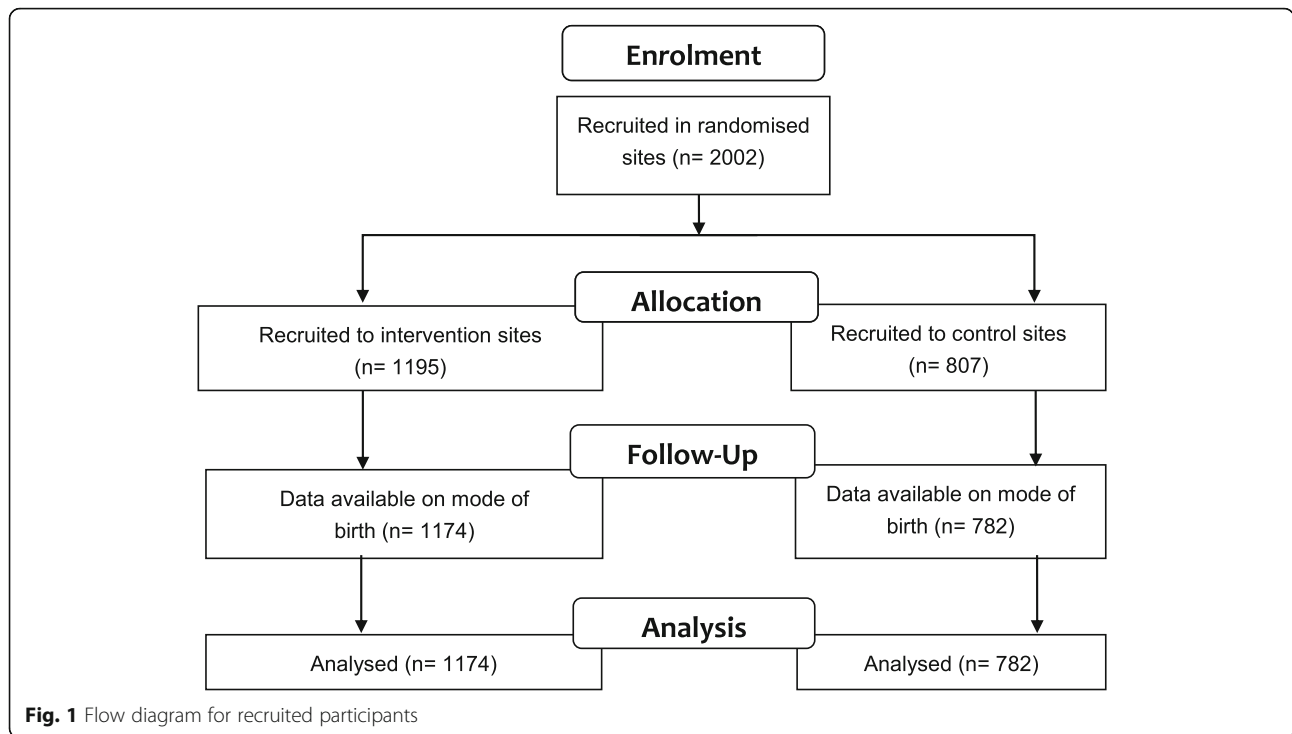 Enrolment
Recruited in randomised
sites (n= 2002)
Allocation
Recruited to intervention sites
(n= 1195)
Recruited to control sites
(n= 807)
Follow-Up
Data available on mode of
birth (n= 1174)
Data available on mode of
birth (n= 782)
Analysis
Analysed (n= 1174)
Analysed (n= 782)
Fig. 1 Flow diagram for recruited participants